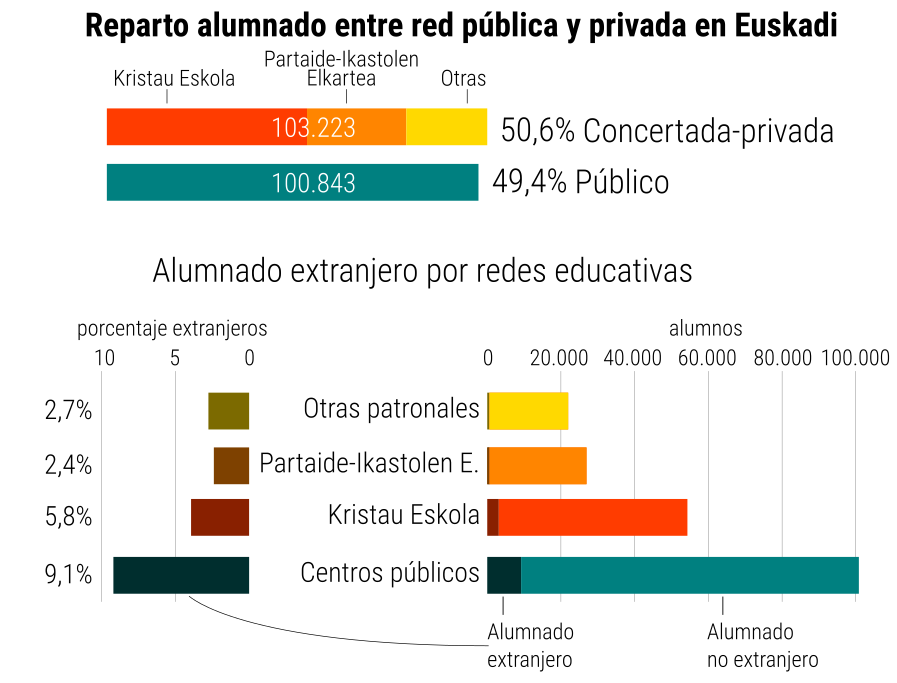 Reparto alumnado entre red pública y privada en Euskadi
Partaide-Ikastolen
Kristau Eskola Elkartea Otras
103.223 50,6% Concertada-privada
100.843 49,4% Público
Alumnado extranjero por redes educativas
porcentaje extranjeros alumnos
10 5 0 0 20.000 40.000 60.000 80.000 100.000
2,7% Otras patronales
2,4% Partaide-Ikastolen E.
5,8% Kristau Eskola
9,1% Centros públicos
Alumnado Alumnado
extranjero no extranjero